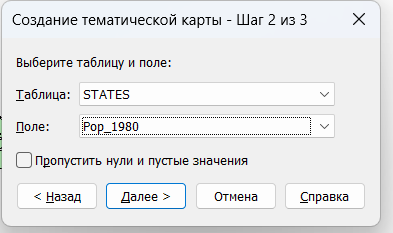 Создание тематической карты - Шаг 2 из 3
Выберите таблицу и поле:
Таблица: STATES
Поле: Pop_1980
Пропустить нули и пустые значения
< Назад Далее > Отмена Справка